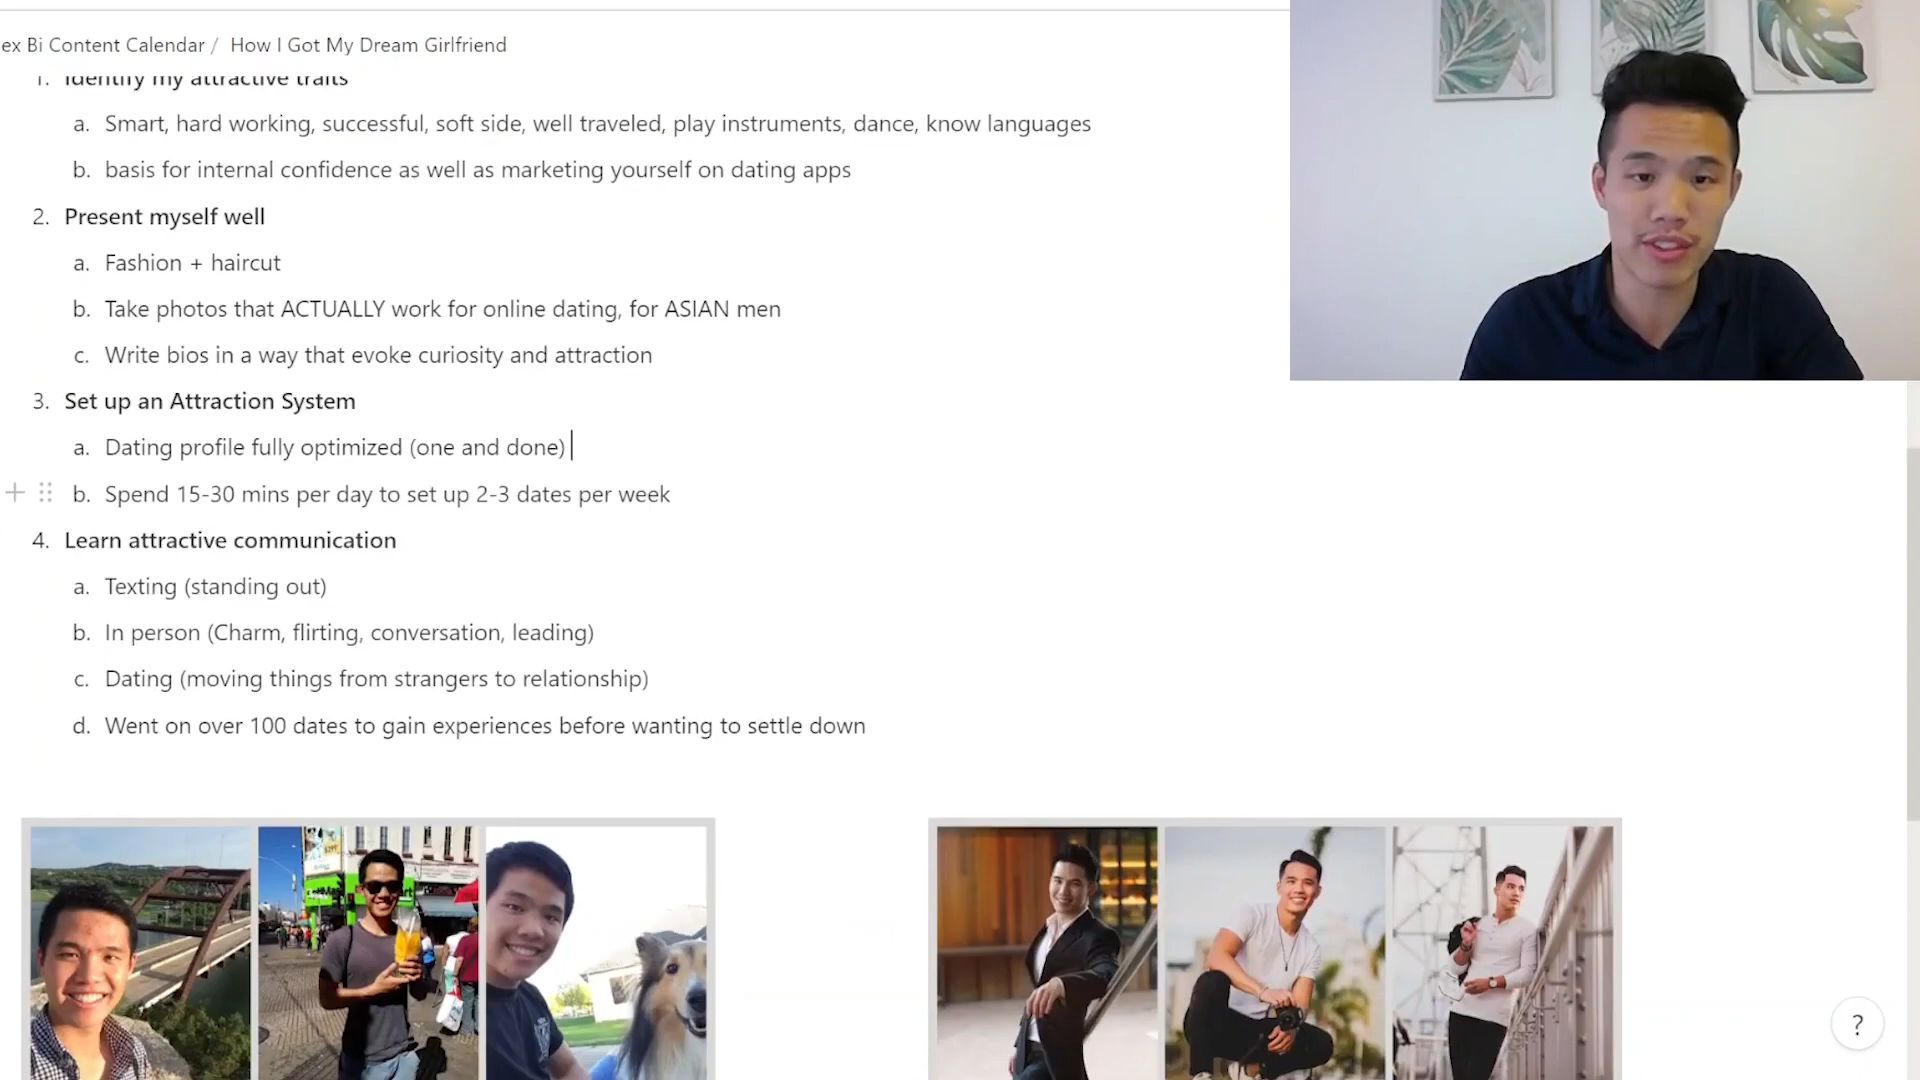 ex Bi Content Calendar / How I Got My Dream Girlfriend
1. Identify my attractive traits
a. Smart, hard working, successful, soft side, well traveled, play instruments, dance, know languages
b. basis for internal confidence as well as marketing yourself on dating apps
2. Present myself well
a. Fashion + haircut
b. Take photos that ACTUALLY work for online dating, for ASIAN men
c. Write bios in a way that evoke curiosity and attraction
3. Set up an Attraction System
a. Dating profile fully optimized (one and done)
b. Spend 15-30 mins per day to set up 2-3 dates per week
4. Learn attractive communication
a. Texting (standing out)
b. In person (Charm, flirting, conversation, leading)
c. Dating (moving things from strangers to relationship)
d. Went on over 100 dates to gain experiences before wanting to settle down
?